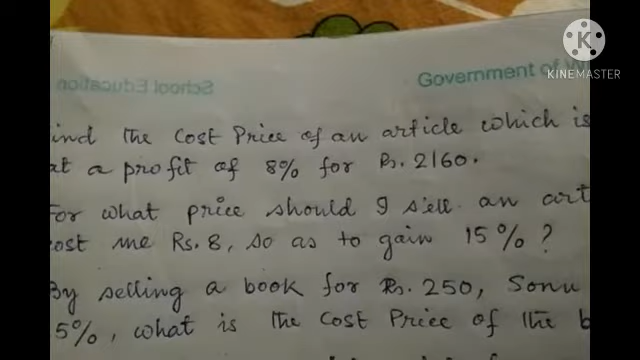 KINEMASTER
School Education
Government of W
ind the Cost Price of an article which is
at a profit of 8% for Rs. 2160.
For what price should I sell an art
cost me Rs. 8, so as to gain 15%?
By selling a book for Rs. 250, Sonu
5%, what is the Cost Price of the b